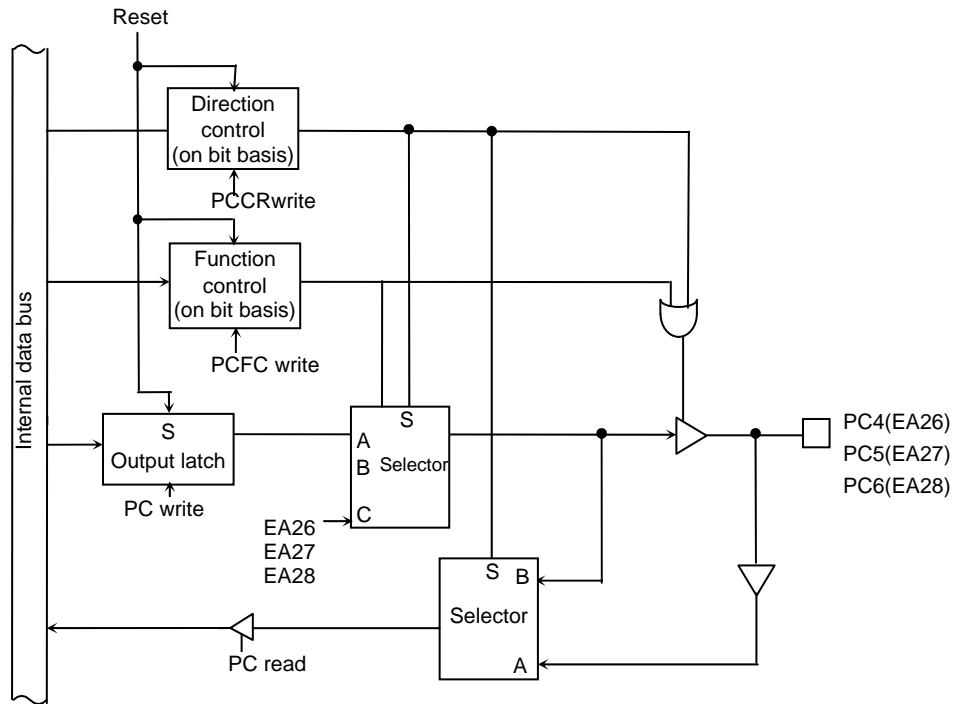 Reset
Internal data bus
Direction
control
(on bit basis)
PCCRwrite
Function
control
(on bit basis)
PCFC write
S
Output latch
PC write
S
A
B
Selector
C
EA26
EA27
EA28
PC4(EA26)
PC5(EA27)
PC6(EA28)
S
B
Selector
A
PC read